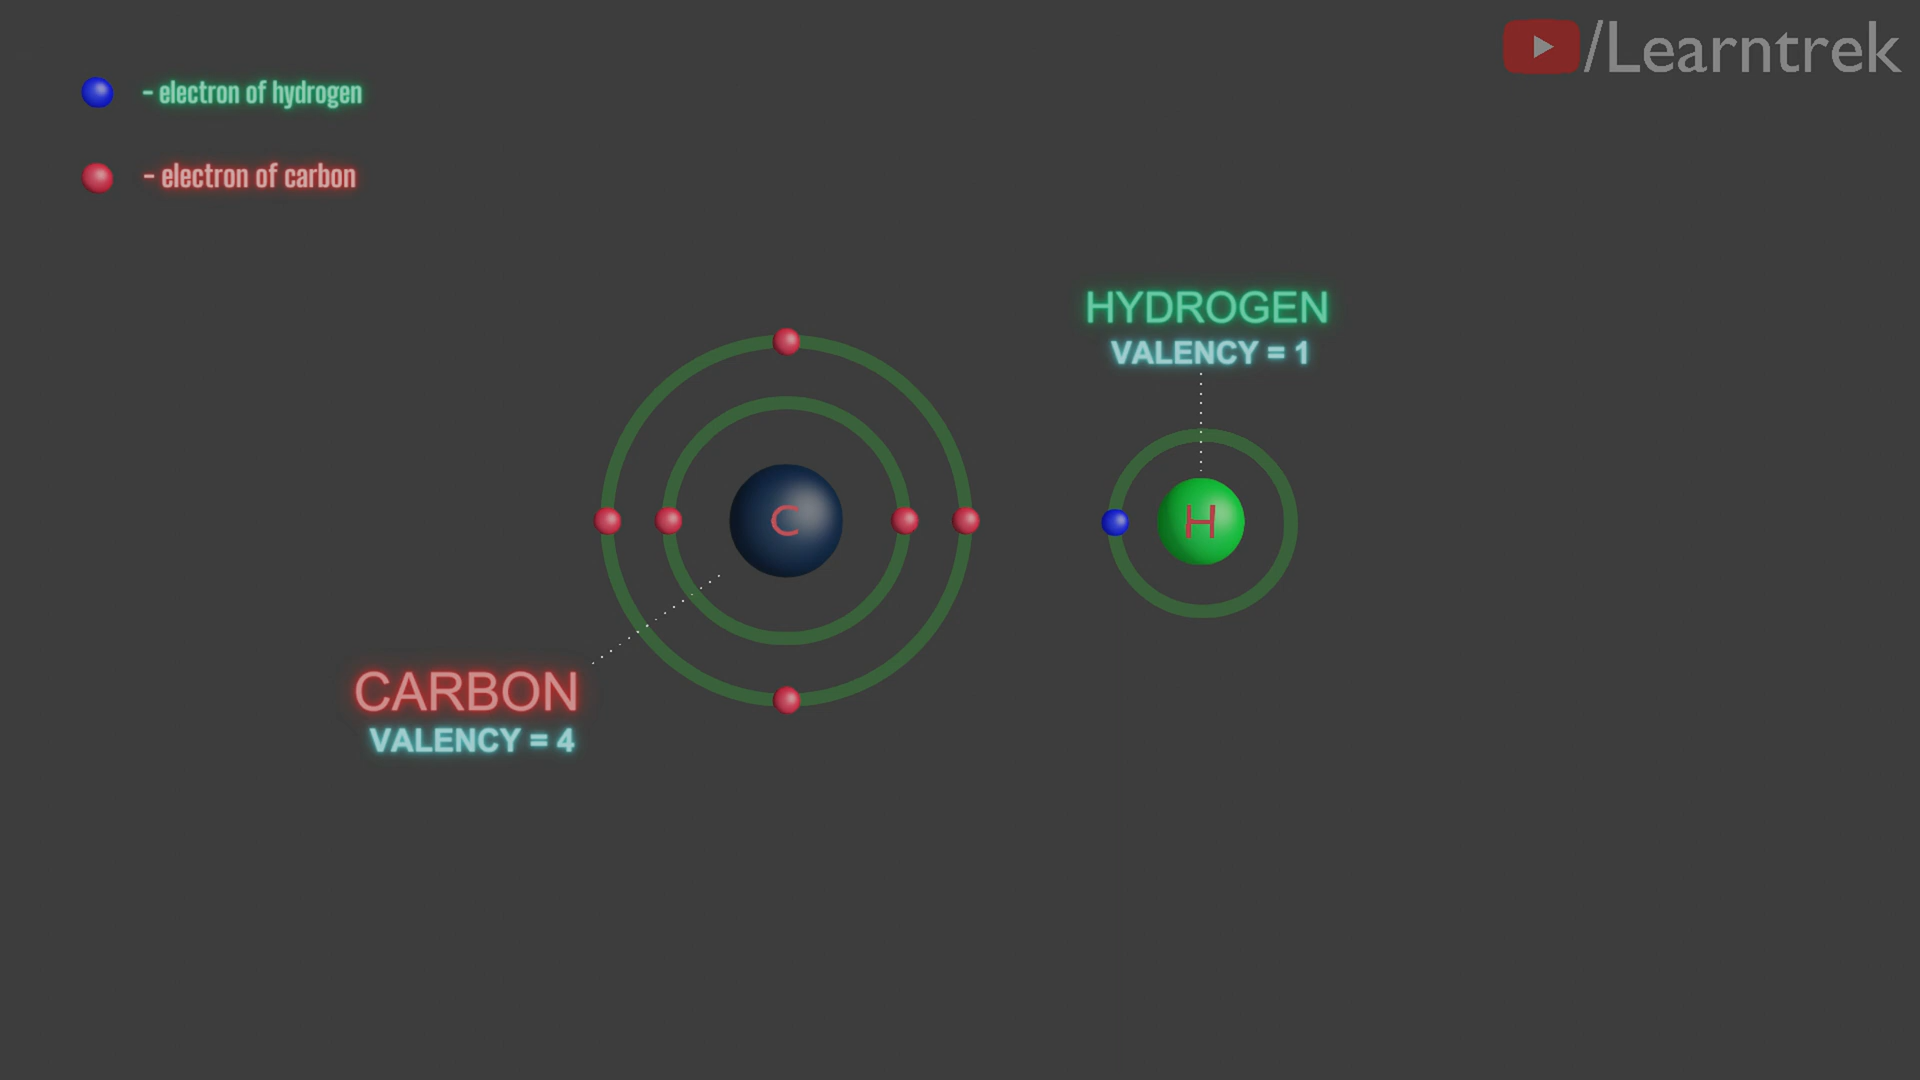 /Learntrek
- electron of hydrogen
- electron of carbon
HYDROGEN
VALENCY = 1
C
H
CARBON
VALENCY = 4